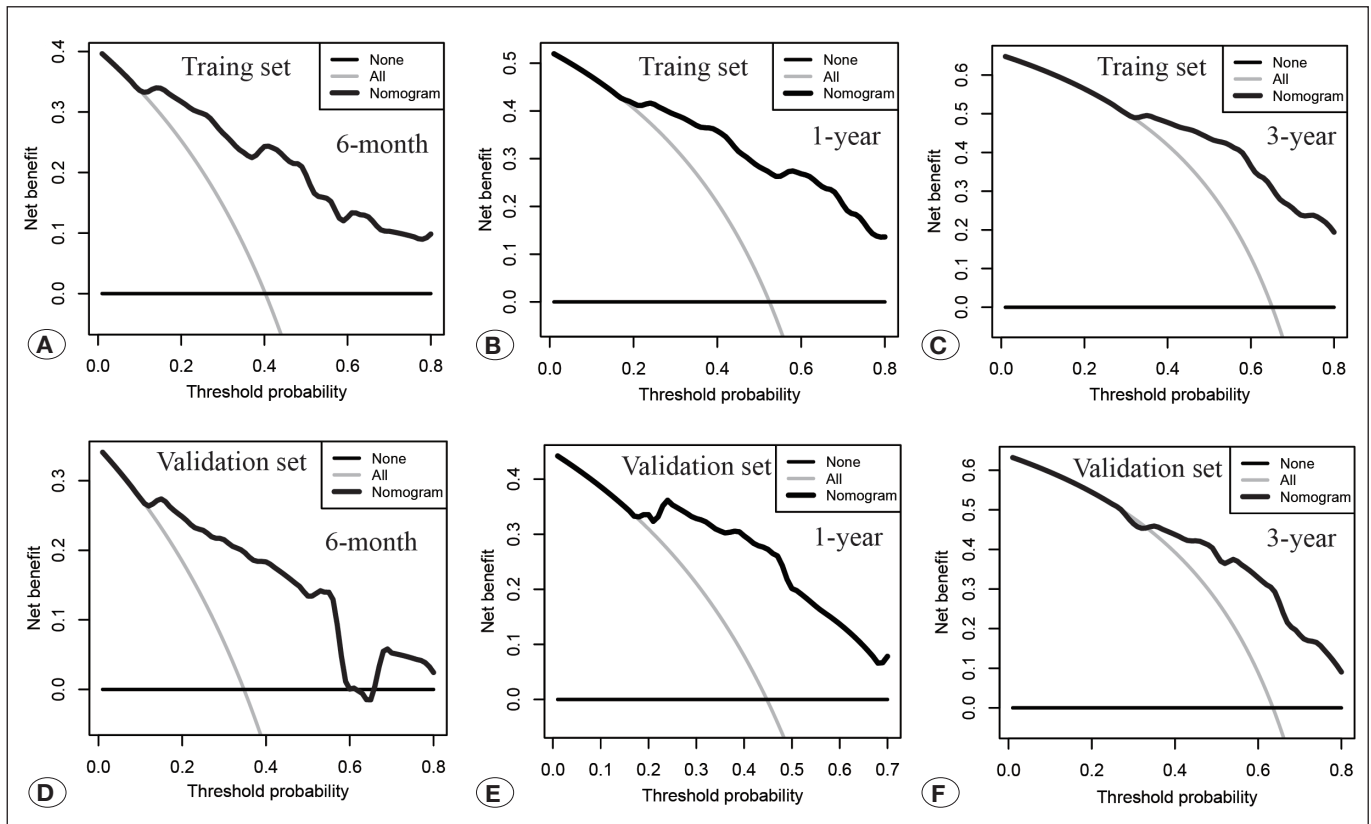 Traing set
None
All
Nomogram
6-month
Net benefit
0.4
0.3
0.2
0.1
0.0
0.0 0.2 0.4 0.6 0.8
Threshold probability
A
Traing set
None
All
Nomogram
1-year
Net benefit
0.5
0.4
0.3
0.2
0.1
0.0
0.0 0.2 0.4 0.6 0.8
Threshold probability
B
Traing set
None
All
Nomogram
3-year
Net benefit
0.6
0.5
0.4
0.3
0.2
0.1
0.0
0.0 0.2 0.4 0.6 0.8
Threshold probability
C
Validation set
None
All
Nomogram
6-month
Net benefit
0.3
0.2
0.1
0.0
0.0 0.2 0.4 0.6 0.8
Threshold probability
D
Validation set
None
All
Nomogram
1-year
Net benefit
0.4
0.3
0.2
0.1
0.0
0.0 0.1 0.2 0.3 0.4 0.5 0.6 0.7
Threshold probability
E
Validation set
None
All
Nomogram
3-year
Net benefit
0.6
0.5
0.4
0.3
0.2
0.1
0.0
0.0 0.2 0.4 0.6 0.8
Threshold probability
F